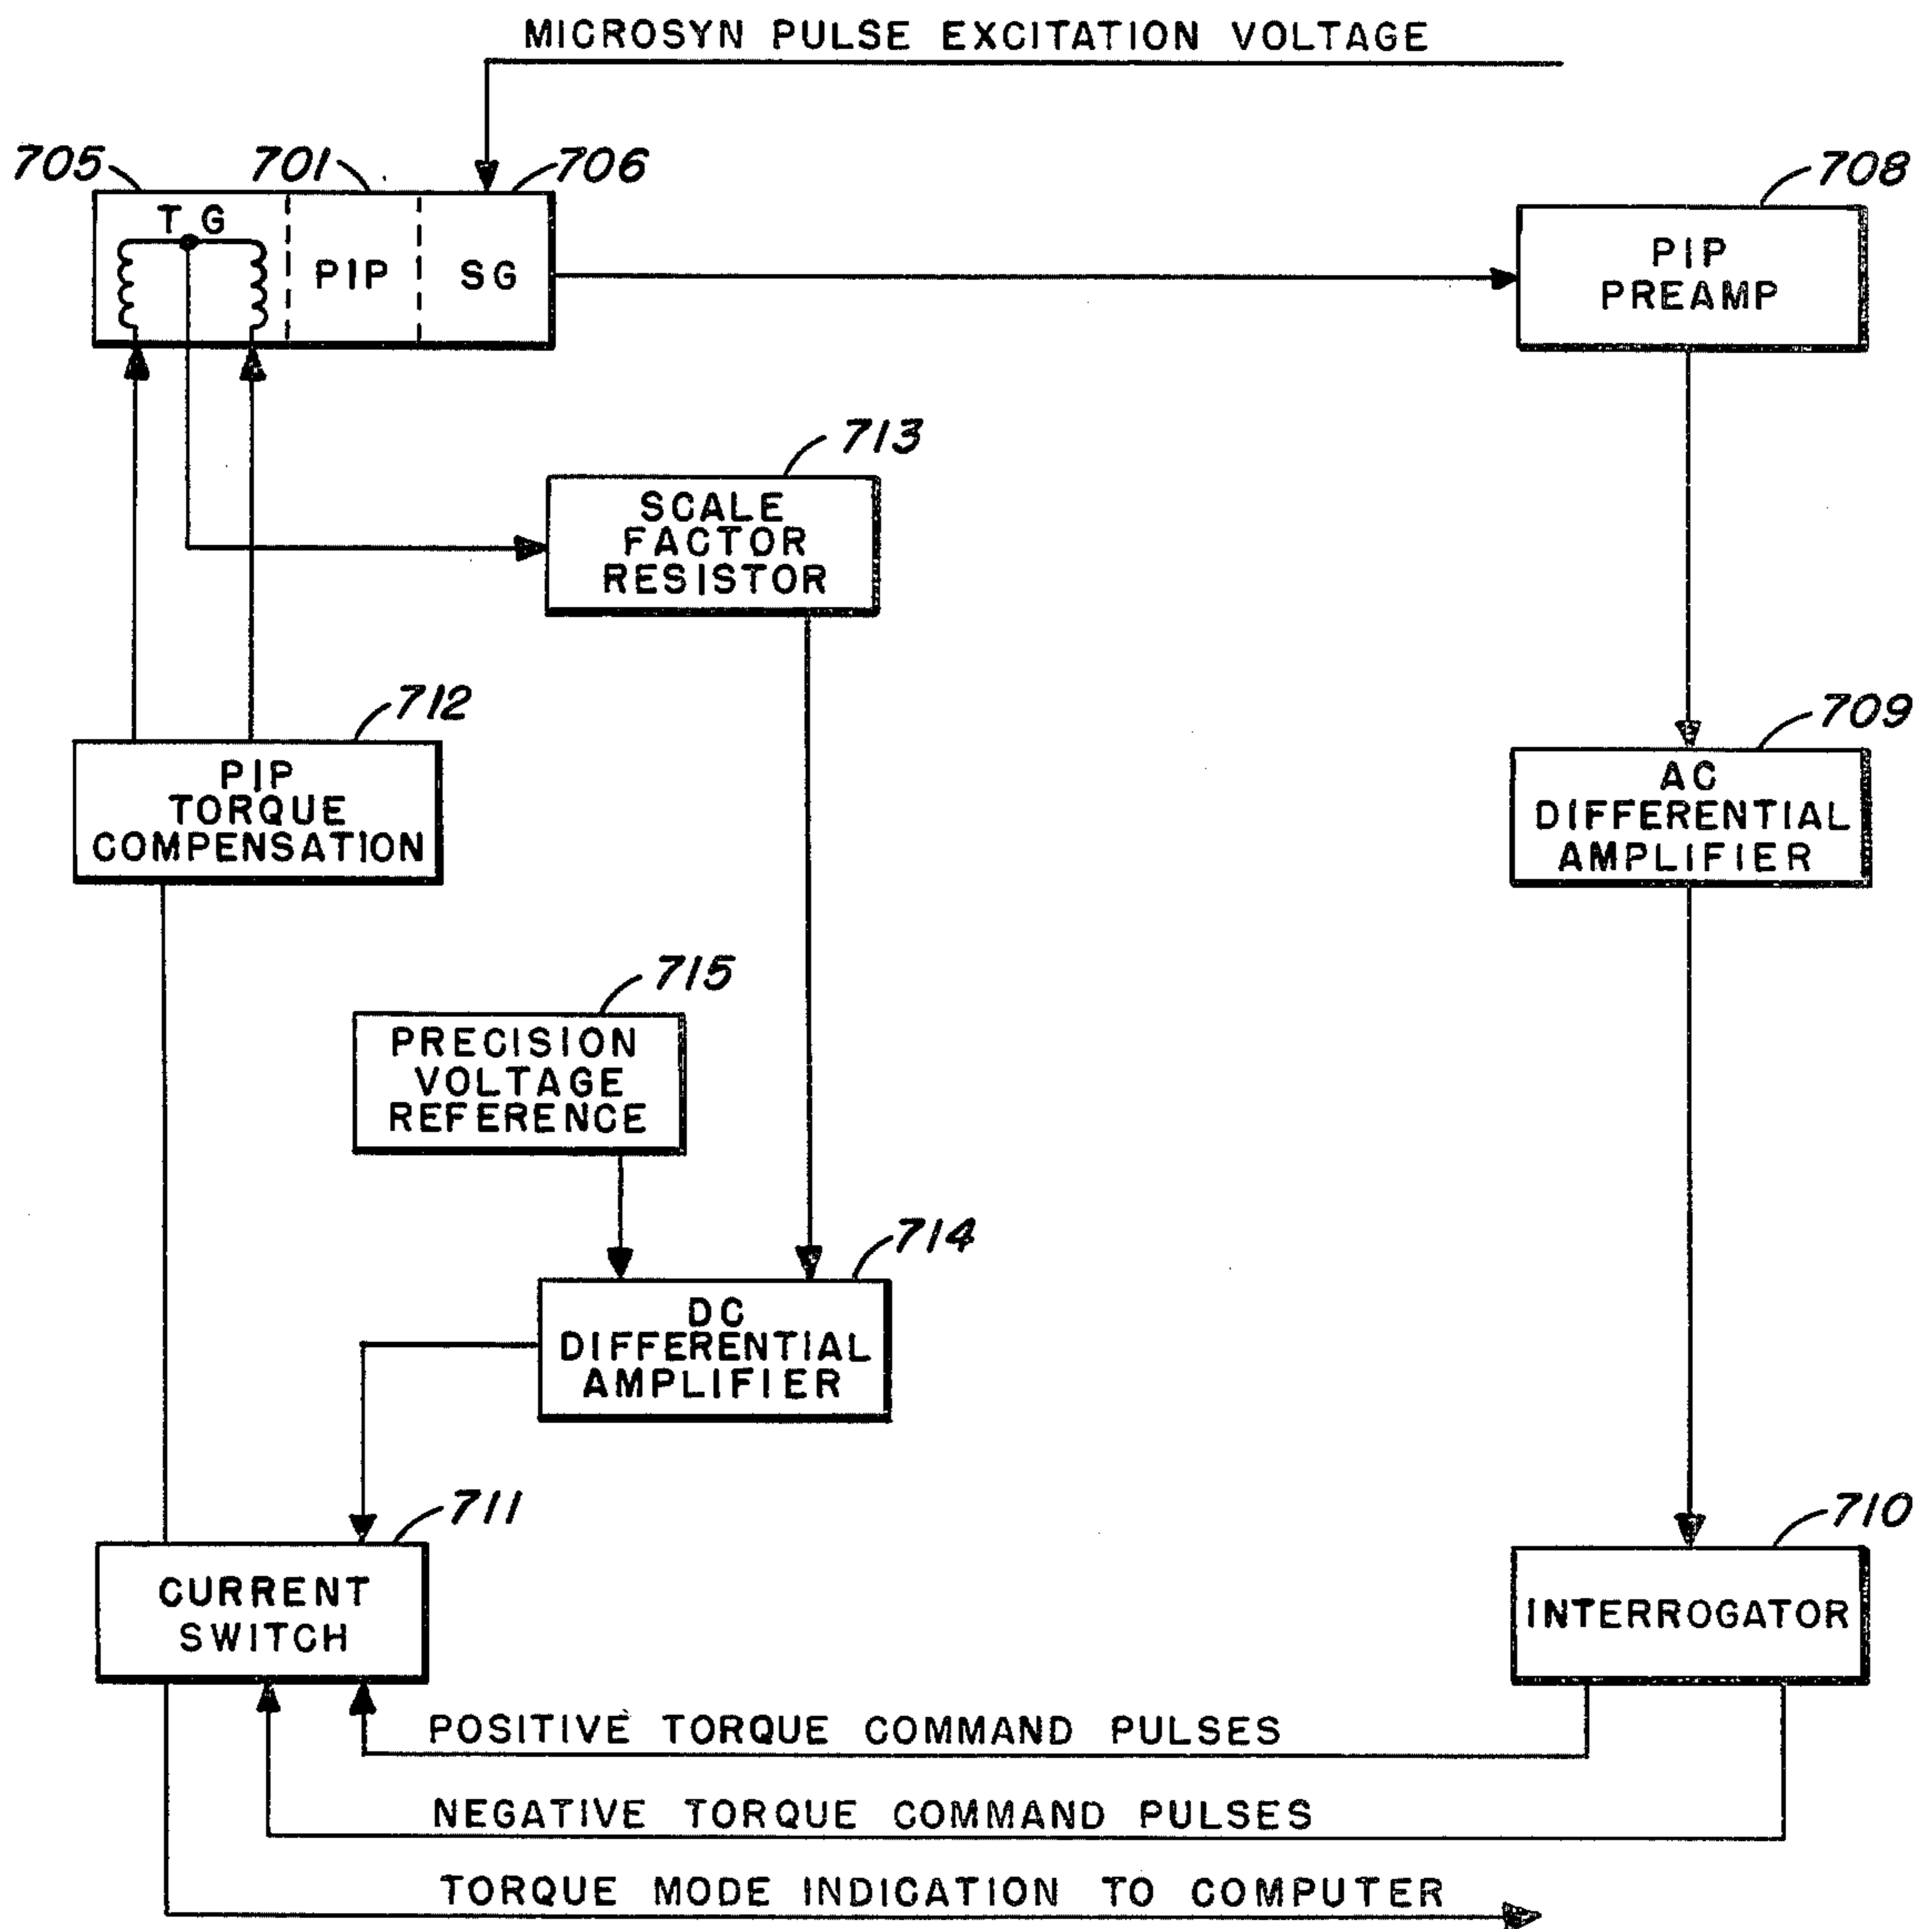 MICROSYN PULSE EXCITATION VOLTAGE
705
701
706
708
T G
PIP
SG
PIP
PREAMP
713
SCALE
FACTOR
RESISTOR
712
709
PIP
TORQUE
COMPENSATION
AC
DIFFERENTIAL
AMPLIFIER
715
PRECISION
VOLTAGE
REFERENCE
714
DC
DIFFERENTIAL
AMPLIFIER
711
710
CURRENT
SWITCH
INTERROGATOR
POSITIVE TORQUE COMMAND PULSES
NEGATIVE TORQUE COMMAND PULSES
TORQUE MODE INDICATION TO COMPUTER